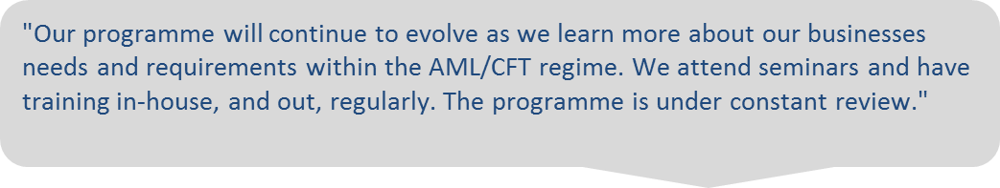 "Our programme will continue to evolve as we learn more about our businesses
needs and requirements within the AML/CFT regime. We attend seminars and have
training in-house, and out, regularly. The programme is under constant review."